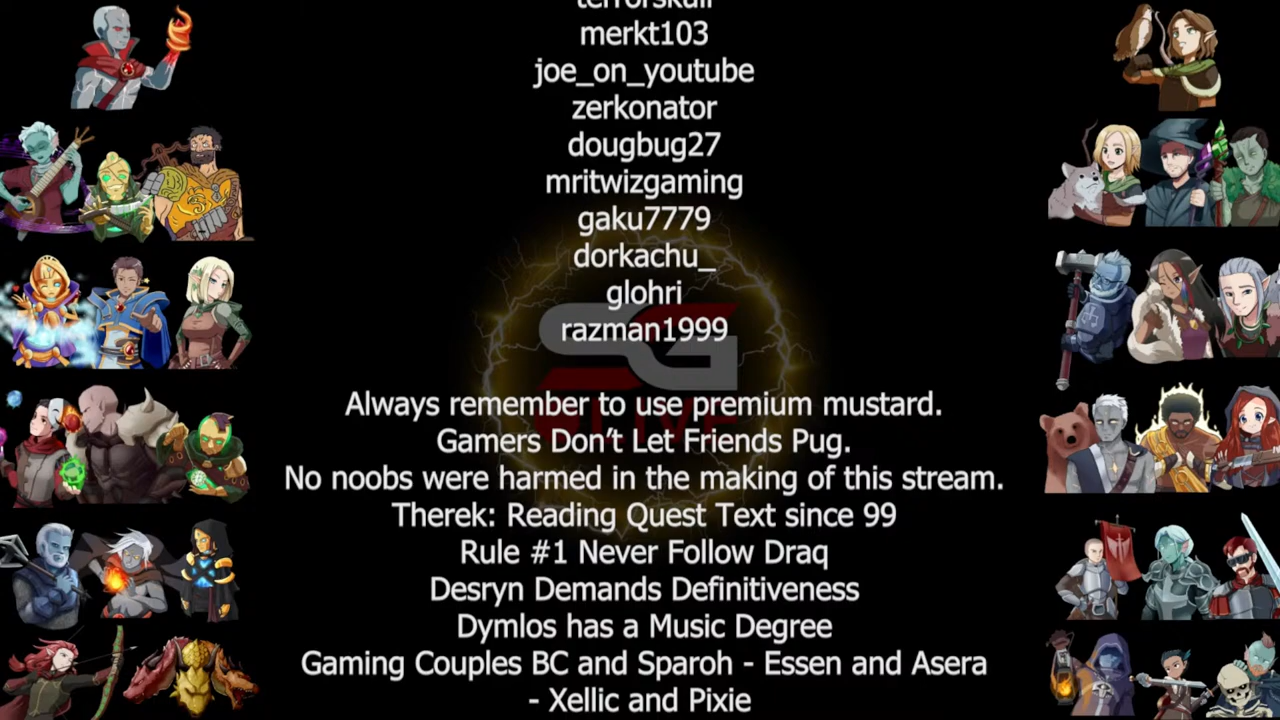 terrorskull
merkt103
joe_on_youtube
zerkonator
dougbug27
mritwizgaming
gaku7779
dorkachu_
glohri
razman1999
SG
LIVE
Always remember to use premium mustard.
Gamers Don’t Let Friends Pug.
No noobs were harmed in the making of this stream.
Therek: Reading Quest Text since 99
Rule #1 Never Follow Draq
Desryn Demands Definitiveness
Dymlos has a Music Degree
Gaming Couples BC and Sparoh - Essen and Asera
- Xellic and Pixie